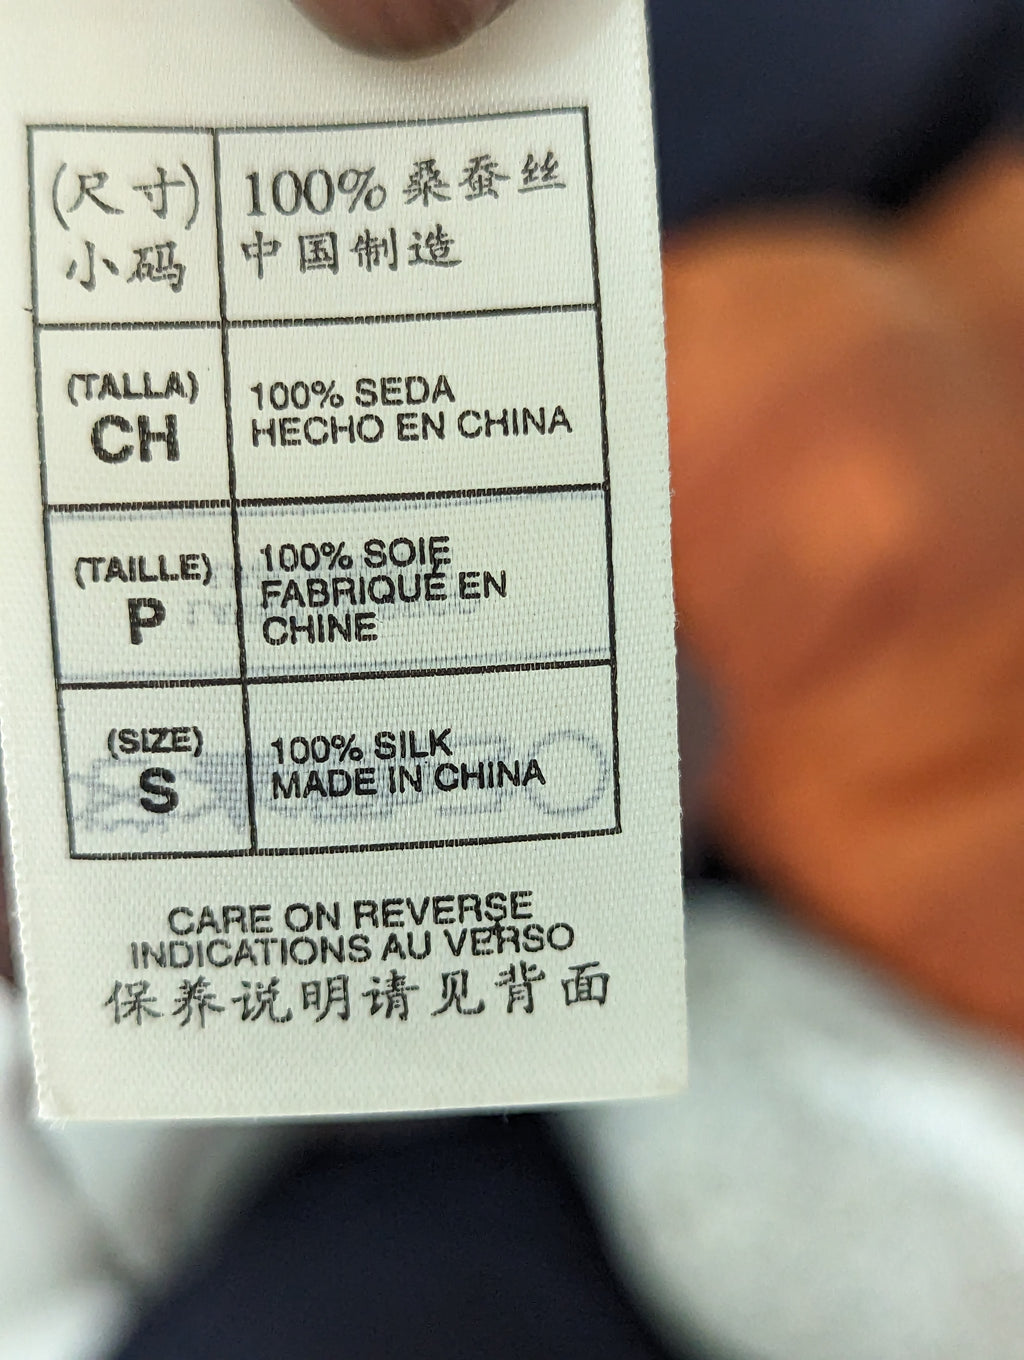 (尺寸)
小码
100% 桑蚕丝
中国制造
(TALLA)
CH
100% SEDA
HECHO EN CHINA
(TAILLE)
P
100% SOIE
FABRIQUÉ EN
CHINE
(SIZE)
S
100% SILK
MADE IN CHINA
CARE ON REVERSE
INDICATIONS AU VERSO
保养说明请见背面